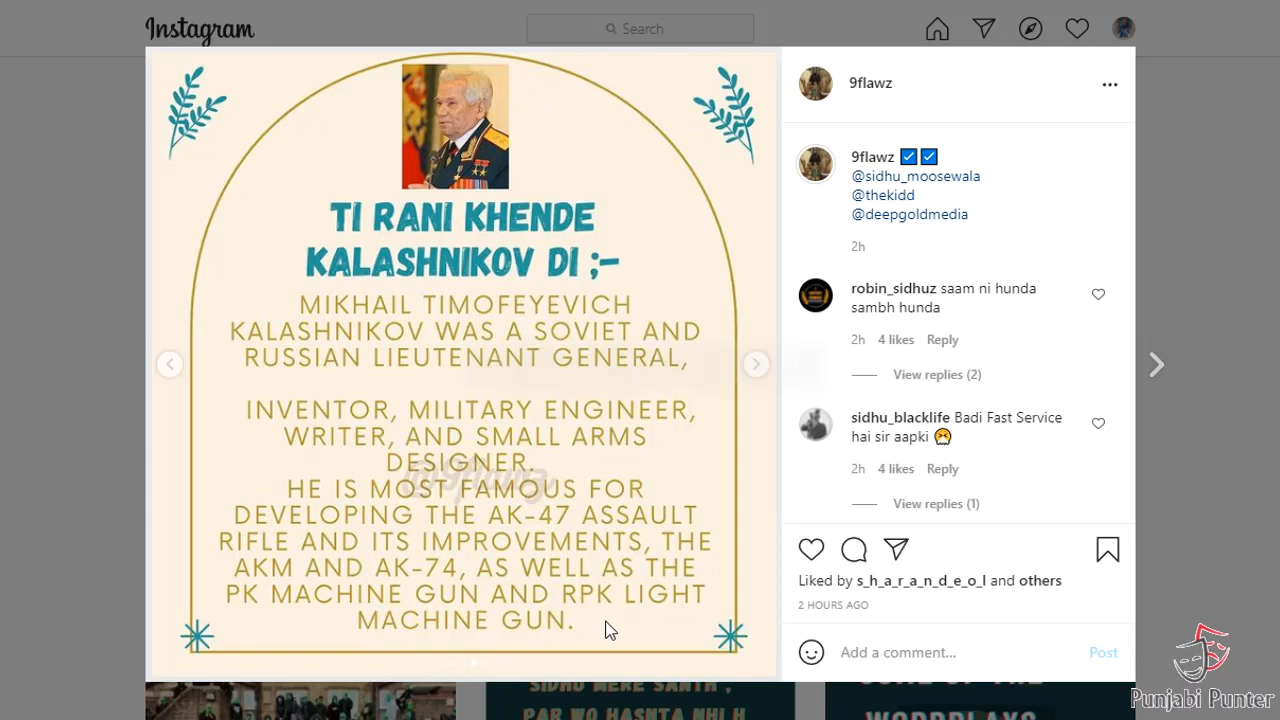 Instagram
Search
TI RANI KHENDE
KALASHNIKOV DI ;-
MIKHAIL TIMOFEYEVICH
KALASHNIKOV WAS A SOVIET AND
RUSSIAN LIEUTENANT GENERAL,
INVENTOR, MILITARY ENGINEER,
WRITER, AND SMALL ARMS
DESIGNER.
@9flawz
HE IS MOST FAMOUS FOR
DEVELOPING THE AK-47 ASSAULT
RIFLE AND ITS IMPROVEMENTS, THE
AKM AND AK-74, AS WELL AS THE
PK MACHINE GUN AND RPK LIGHT
MACHINE GUN.
9flawz
9flawz
@sidhu_moosewala
@thekidd
@deepgoldmedia
2h
robin_sidhuz saam ni hunda
sambh hunda
2h 4 likes Reply
View replies (2)
sidhu_blacklife Badi Fast Service
hai sir aapki
2h 4 likes Reply
View replies (1)
Liked by s_h_a_r_a_n_d_e_o_l and others
2 HOURS AGO
Add a comment... Post
SIDHU MERE SANTH ,
PAR WO HASNTA NHI H
SOME OF THE
WORDPLAYS
Punjabi Punter